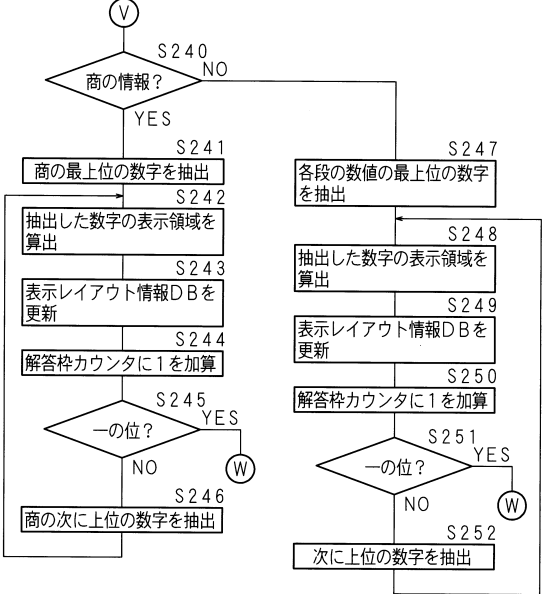 V
S240
商の情報?
NO
YES
S241
商の最上位の数字を抽出
S242
抽出した数字の表示領域を
算出
S243
表示レイアウト情報DBを
更新
S244
解答枠カウンタに1を加算
S245
一の位?
YES
NO
W
S246
商の次に上位の数字を抽出
S247
各段の数値の最上位の数字
を抽出
S248
抽出した数字の表示領域を
算出
S249
表示レイアウト情報DBを
更新
S250
解答枠カウンタに1を加算
S251
一の位?
YES
NO
W
S252
次に上位の数字を抽出